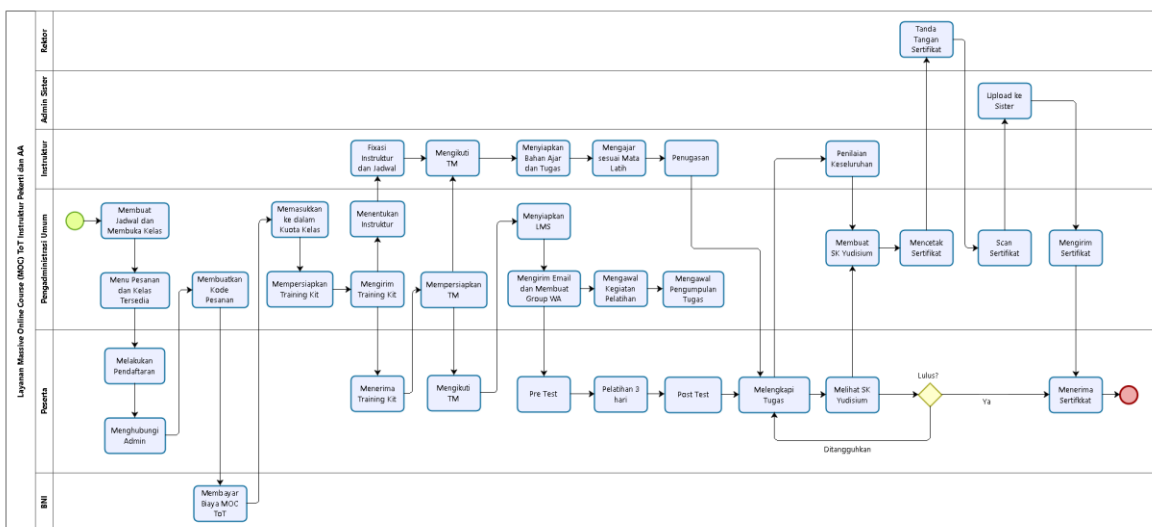 Layanan Massive Online Course (MOC) ToT Instruktur Pekerti dan AA
Rektor
Tanda
Tangan
Sertifikat
Admin Sister
Upload ke
Sister
Instruktur
Fixasi
Instruktur
dan Jadwal
Mengikuti
TM
Menyiapkan
Bahan Ajar
dan Tugas
Mengajar
sesuai Mata
Latih
Penugasan
Penilaian
Keseluruhan
Pengadministrasi Umum
Membuat
Jadwal dan
Membuka Kelas
Menu Pesanan
dan Kelas
Tersedia
Membuatkan
Kode
Pesanan
Memasukkan
ke dalam
Kuota Kelas
Mempersiapkan
Training Kit
Menentukan
Instruktur
Mengirim
Training Kit
Mempersiapkan
TM
Menyiapkan
LMS
Mengirim Email
dan Membuat
Group WA
Mengawal
Kegiatan
Pelatihan
Mengawal
Pengumpulan
Tugas
Membuat
SK Yudisium
Mencetak
Sertifikat
Scan
Sertifikat
Mengirim
Sertifikat
Peserta
Melakukan
Pendaftaran
Menghubungi
Admin
Menerima
Training Kit
Mengikuti
TM
Pre Test
Pelatihan 3
hari
Post Test
Melengkapi
Tugas
Melihat SK
Yudisium
Lulus?
Ya
Ditangguhkan
Menerima
Sertifkkat
BNI
Membayar
Biaya MOC
ToT